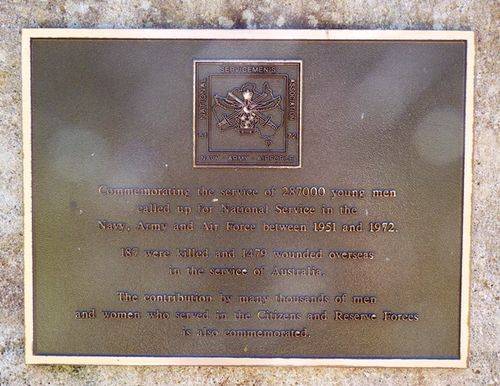 NATIONAL
SERVICEMEN'S
ASSOCIATION
51 72
NAVY - ARMY - AIRFORCE
Commemorating the service of 287000 young men
called up for National Service in the
Navy, Army and Air Force between 1951 and 1972.
187 were killed and 1479 wounded overseas
in the service of Australia.
The contribution by many thousands of men
and women who served in the Citizens and Reserve Forces
is also commemorated.